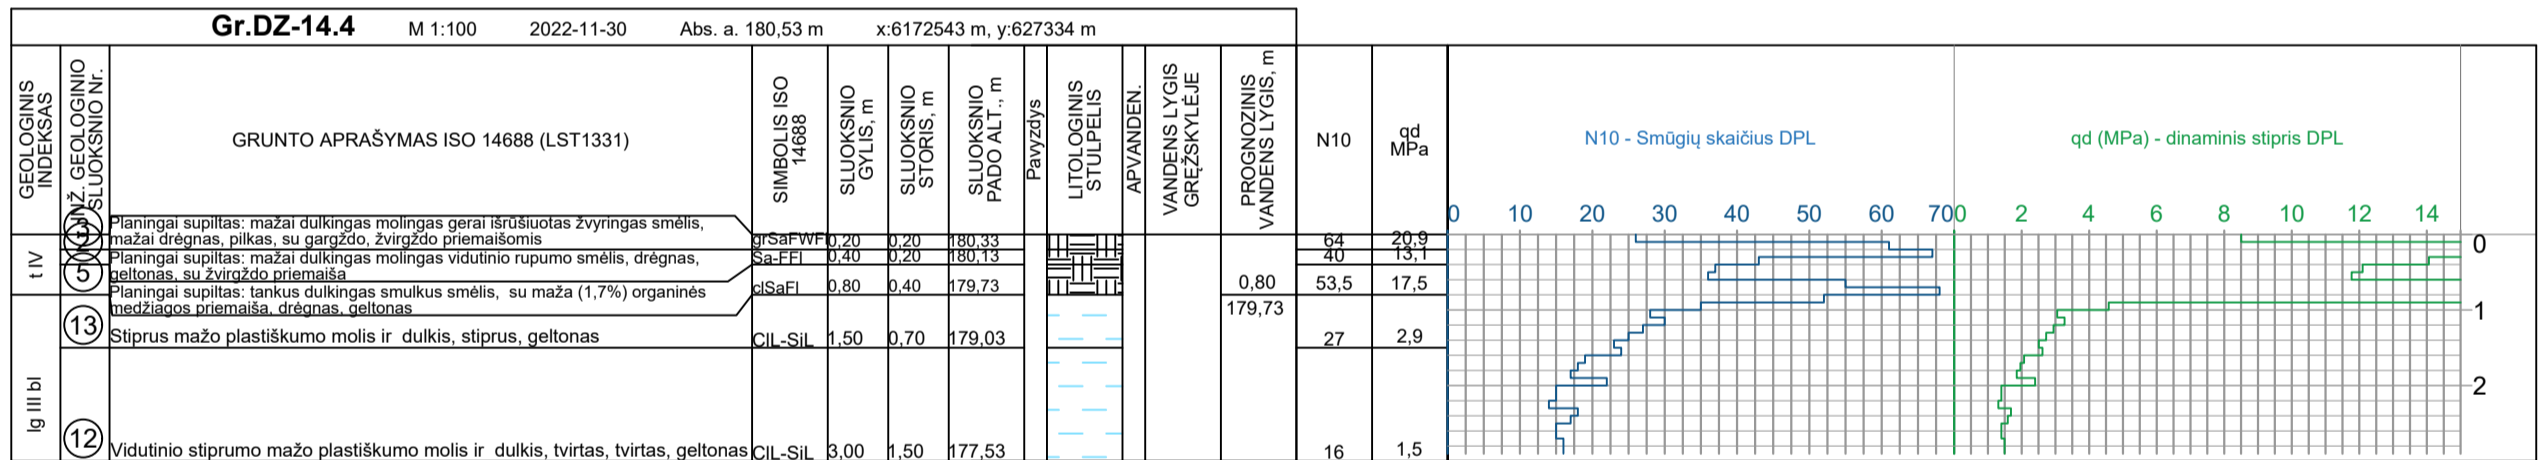 Gr.DZ-14.4 M 1:100 2022-11-30 Abs. a. 180,53 m x:6172543 m, y:627334 m
GEOLOGINIS
INDEKSAS
INŽ. GEOLOGINIO
SLUOKSNIO Nr.
GRUNTO APRAŠYMAS ISO 14688 (LST1331)
SIMBOLIS ISO
14688
SLUOKSNIO
GYLIS, m
SLUOKSNIO
STORIS, m
SLUOKSNIO
PADO ALT., m
Pavyzdys
LITOLOGINIS
STULPELIS
APVANDEN.
VANDENS LYGIS
GRĘŽSKYLĖJE
PROGNOZINIS
VANDENS LYGIS, m
N10
qd
MPa
N10 - Smūgių skaičius DPL
qd (MPa) - dinaminis stipris DPL
0 10 20 30 40 50 60 70
0 2 4 6 8 10 12 14
t IV
3
Planingai supiltas: mažai dulkingas molingas gerai išrūšiuotas žvyringas smėlis,
mažai drėgnas, pilkas, su gargždo, žvirgždo priemaišomis
grSaFWFl 0,20 0,20 180,33 64 20,9
Planingai supiltas: mažai dulkingas molingas vidutinio rupumo smėlis, drėgnas,
geltonas, su žvirgždo priemaiša
Sa-FFl 0,40 0,20 180,13 40 13,1
5
Planingai supiltas: tankus dulkingas smulkus smėlis, su maža (1,7%) organinės
medžiagos priemaiša, drėgnas, geltonas
clSaFl 0,80 0,40 179,73 0,80 53,5 17,5
179,73
lg III bl
13
Stiprus mažo plastiškumo molis ir dulkis, stiprus, geltonas
ClL-SiL 1,50 0,70 179,03 27 2,9
12
Vidutinio stiprumo mažo plastiškumo molis ir dulkis, tvirtas, tvirtas, geltonas
ClL-SiL 3,00 1,50 177,53 16 1,5
0
1
2